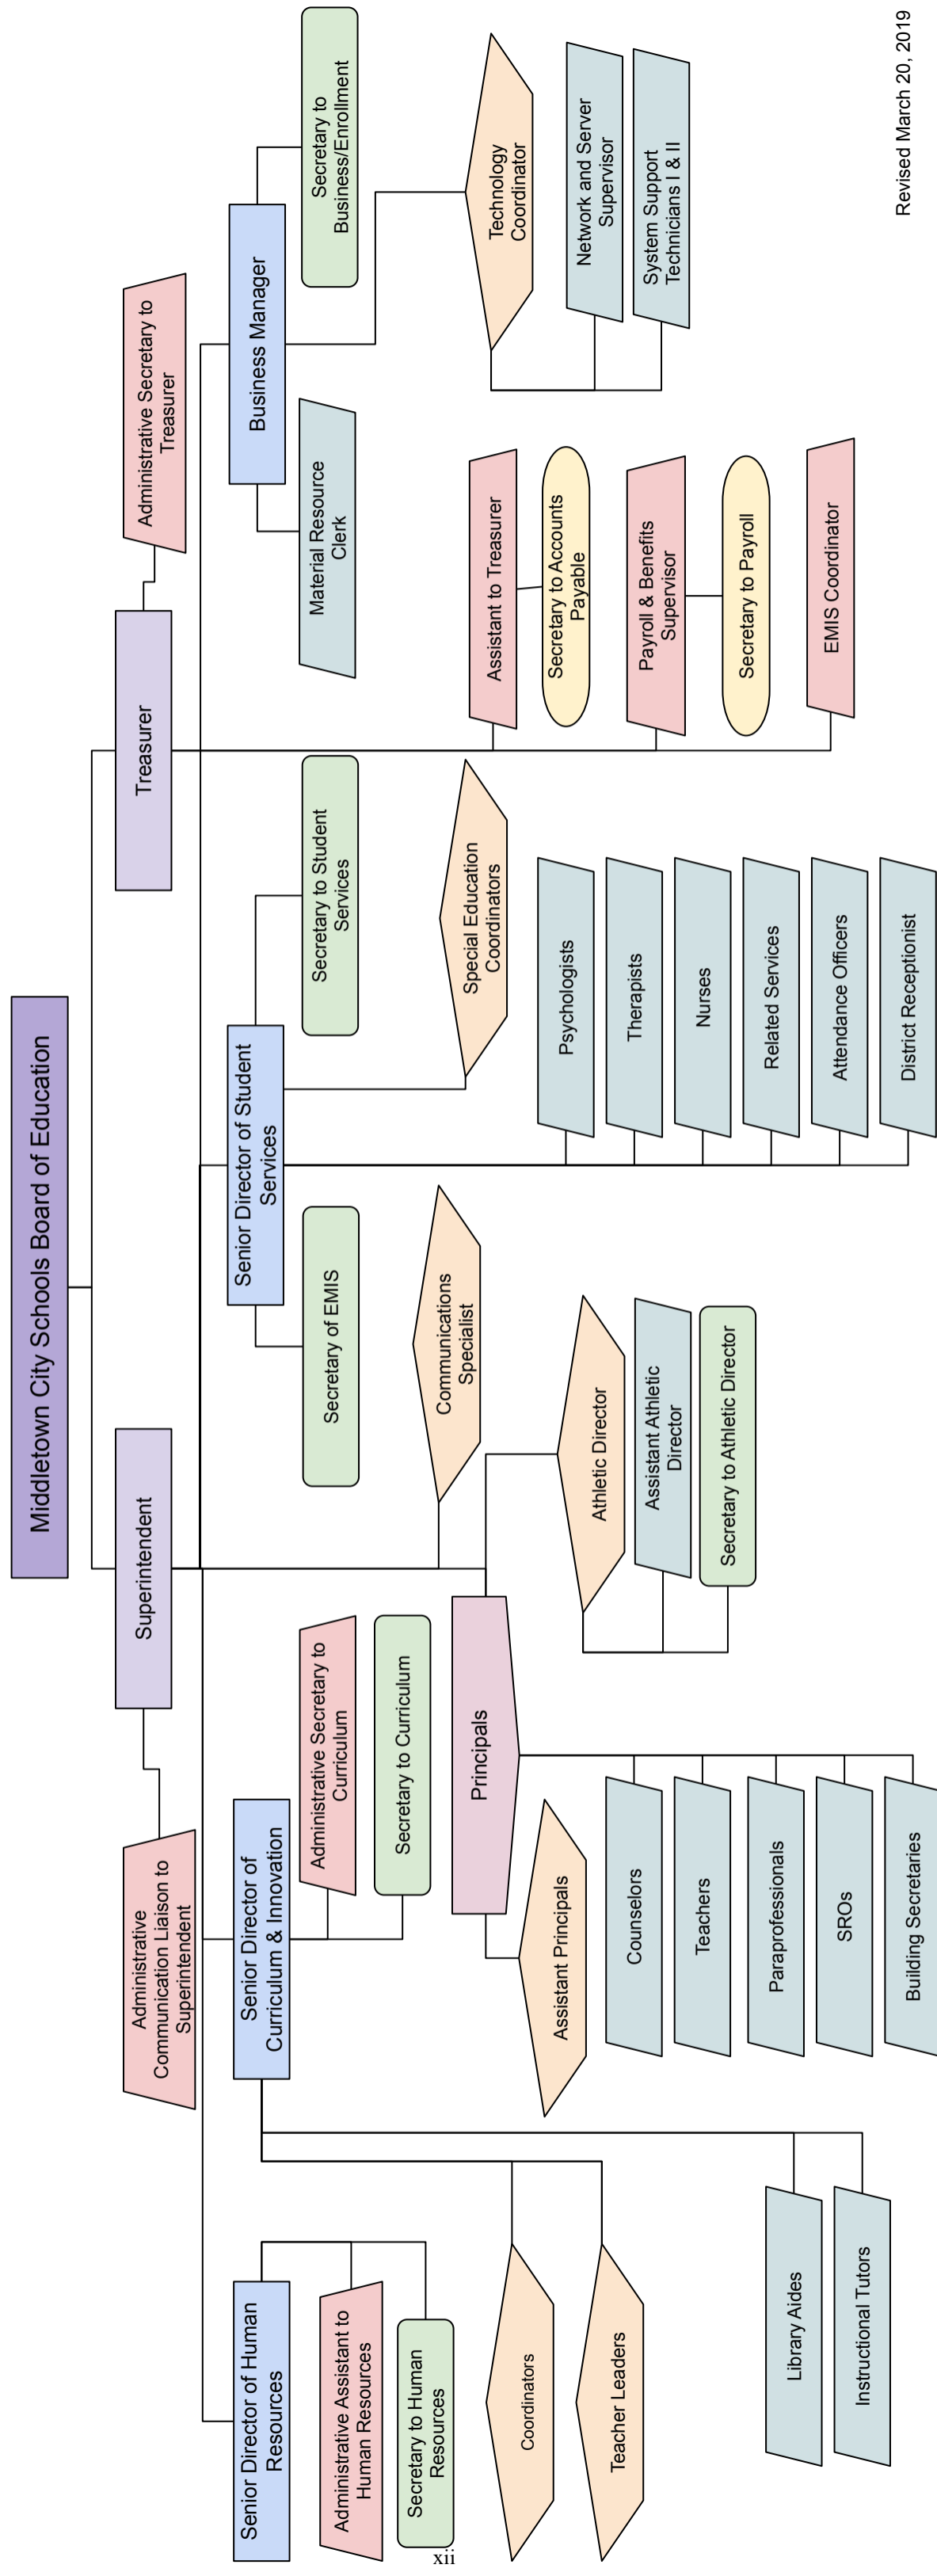 Middletown City Schools Board of Education
Superintendent
Treasurer
Administrative
Communication Liaison to
Superintendent
Administrative Secretary to
Treasurer
Senior Director of Human
Resources
Senior Director of
Curriculum & Innovation
Senior Director of Student
Services
Business Manager
Administrative Assistant to
Human Resources
Secretary to Human
Resources
Coordinators
Teacher Leaders
Library Aides
Instructional Tutors
Administrative Secretary to
Curriculum
Secretary to Curriculum
Principals
Assistant Principals
Counselors
Teachers
Paraprofessionals
SROs
Building Secretaries
Communications
Specialist
Athletic Director
Assistant Athletic
Director
Secretary to Athletic Director
Secretary of EMIS
Secretary to Student
Services
Special Education
Coordinators
Psychologists
Therapists
Nurses
Related Services
Attendance Officers
District Receptionist
Assistant to Treasurer
Secretary to Accounts
Payable
Payroll & Benefits
Supervisor
Secretary to Payroll
EMIS Coordinator
Material Resource
Clerk
Secretary to
Business/Enrollment
Technology
Coordinator
Network and Server
Supervisor
System Support
Technicians I & II
Revised March 20, 2019
xii